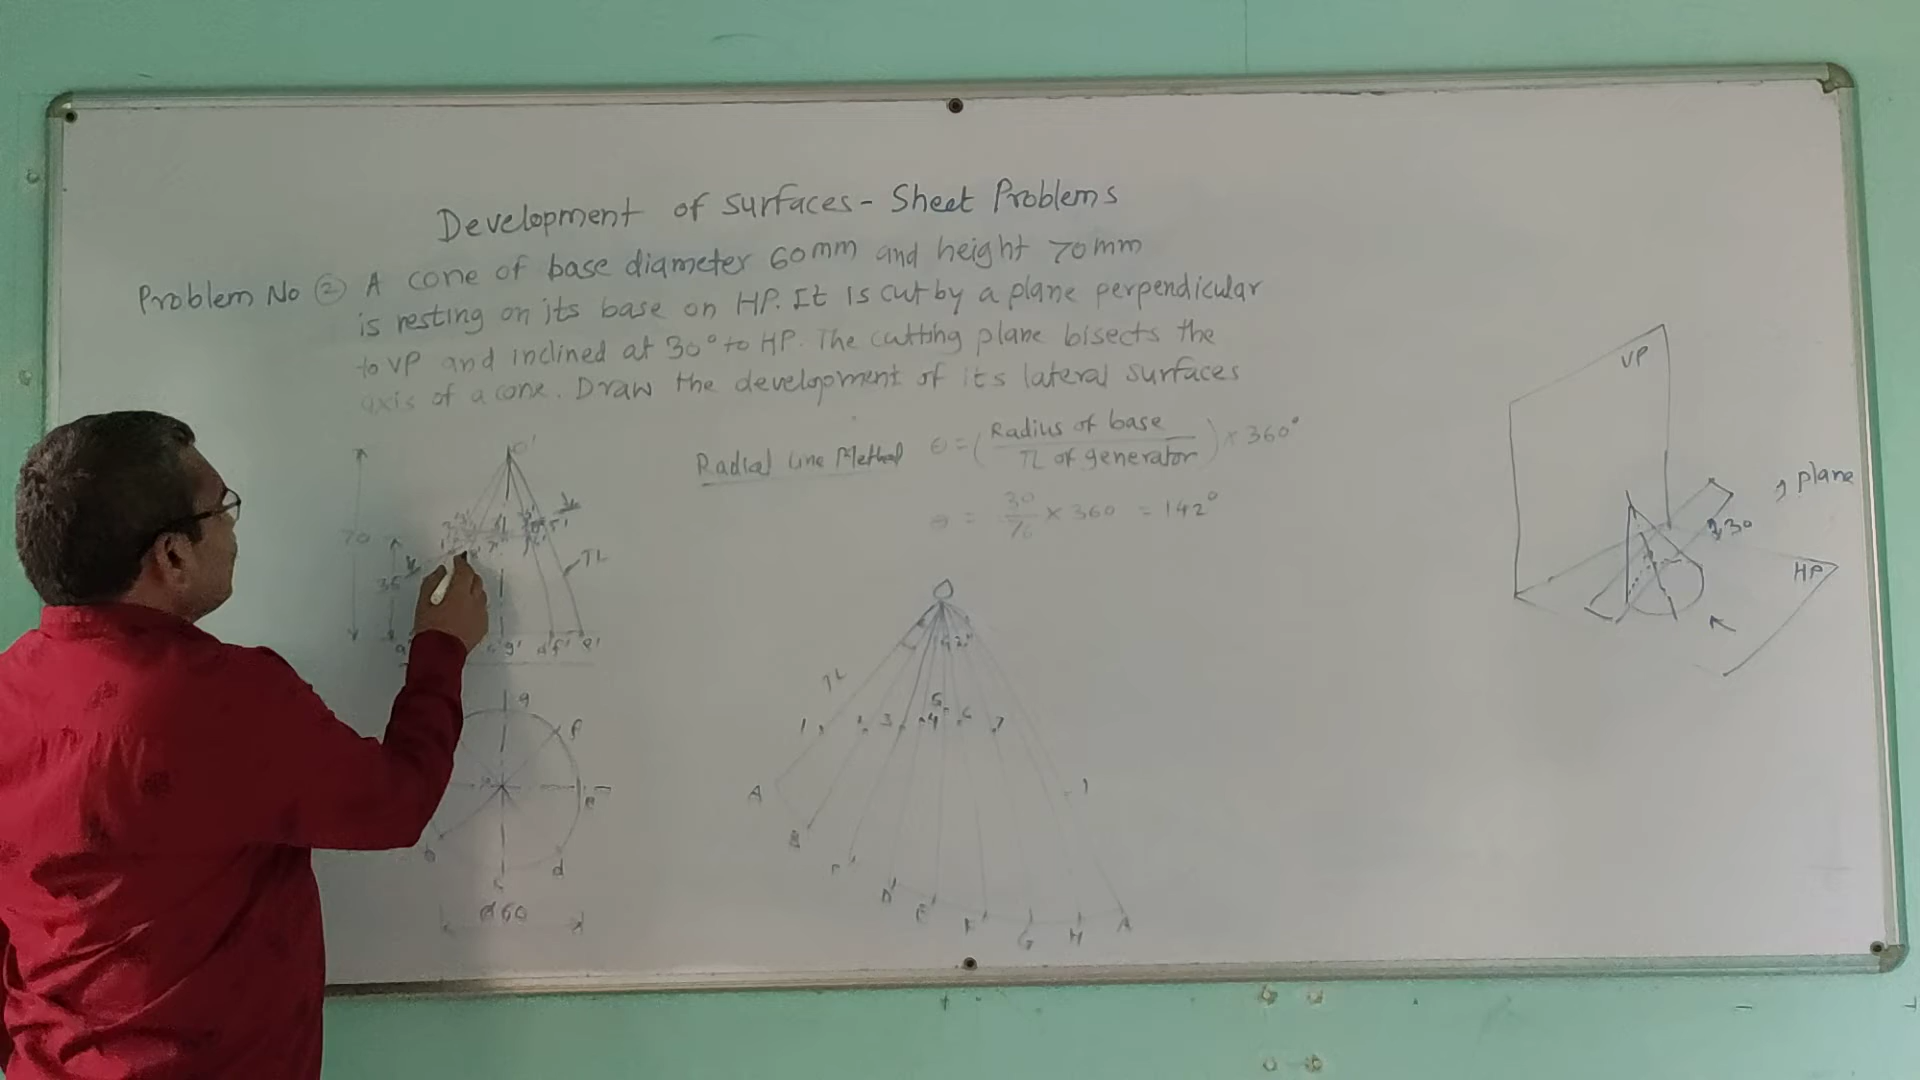 Development of Surfaces - Sheet Problems
Problem No ② A cone of base diameter 60mm and height 70mm
is resting on its base on HP. It is cut by a plane perpendicular
to VP and inclined at 30° to HP. The cutting plane bisects the
axis of a cone. Draw the development of its lateral surfaces
Radial Line Method θ = (Radius of base / TL of generator) × 360°
θ = 30/76 × 360 = 142°
o'
70
35
TL
c'g' d'f' e'
g
f
e
d
c
b
Ø60
O
142°
TL
1 2 3 4 5 6 7
1
A
B
C
D
E
F
G
H
A
VP
Plane
30
HP